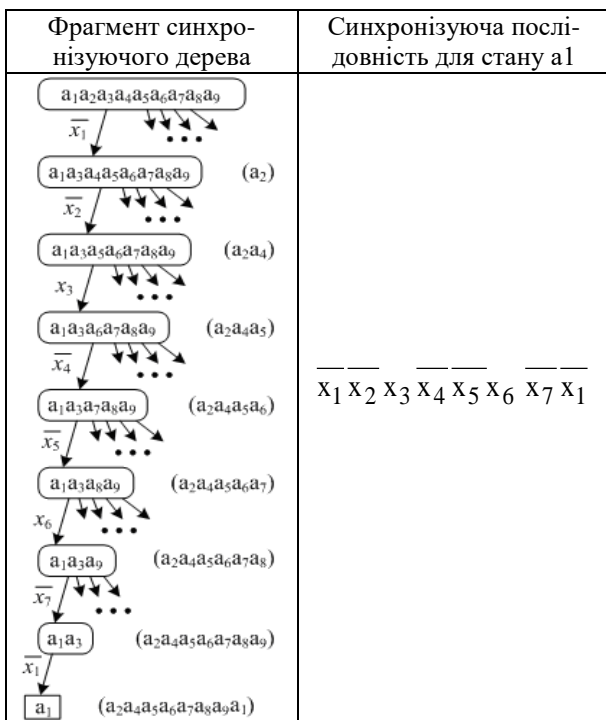 Фрагмент синхро-
нізуючого дерева
Синхронізуюча послі-
довність для стану а1
a₁a₂a₃a₄a₅a₆a₇a₈a₉
x̅₁
a₁a₃a₄a₅a₆a₇a₈a₉ (a₂)
x̅₂
a₁a₃a₅a₆a₇a₈a₉ (a₂a₄)
x₃
a₁a₃a₆a₇a₈a₉ (a₂a₄a₅)
x̅₄
a₁a₃a₇a₈a₉ (a₂a₄a₅a₆)
x̅₅
a₁a₃a₈a₉ (a₂a₄a₅a₆a₇)
x₆
a₁a₃a₉ (a₂a₄a₅a₆a₇a₈)
x̅₇
a₁a₃ (a₂a₄a₅a₆a₇a₈a₉)
x̅₁
a₁ (a₂a₄a₅a₆a₇a₈a₉a₁)
x̅₁ x̅₂ x₃ x̅₄ x̅₅ x₆ x̅₇ x̅₁